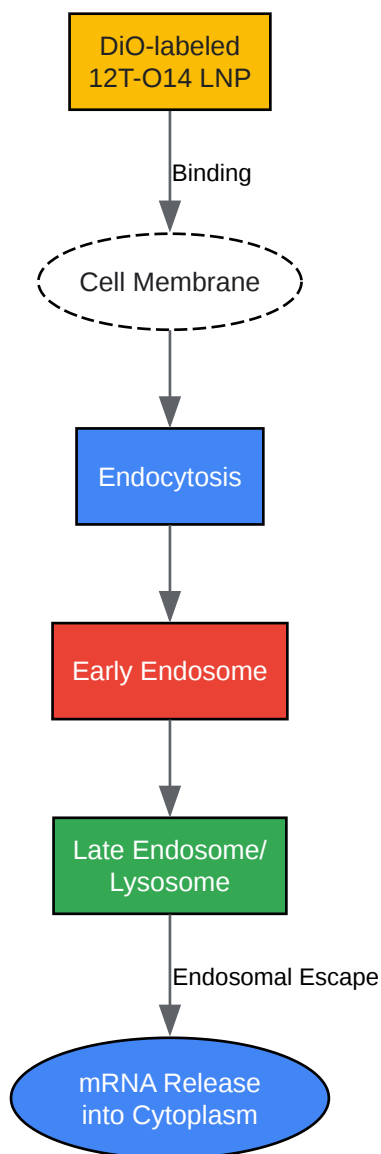 DiO-labeled
12T-O14 LNP
Binding
Cell Membrane
Endocytosis
Early Endosome
Late Endosome/
Lysosome
Endosomal Escape
mRNA Release
into Cytoplasm